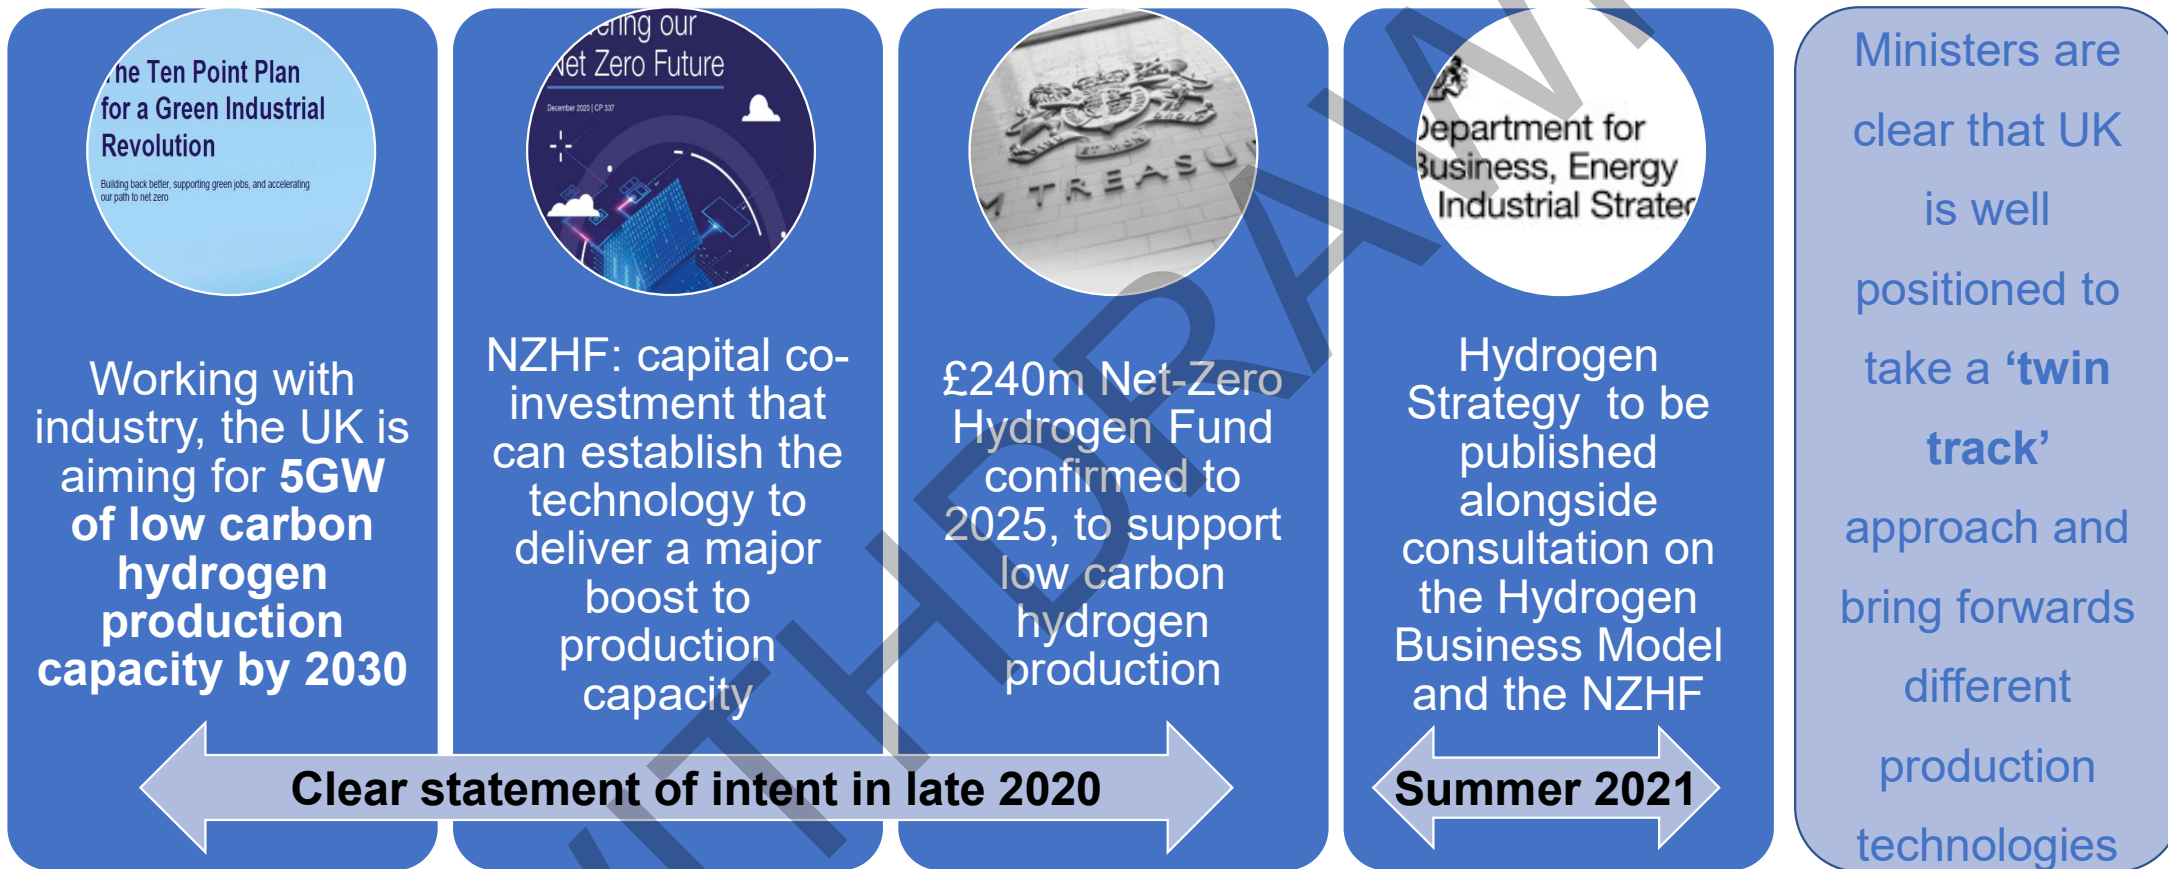 The Ten Point Plan
for a Green Industrial
Revolution
Building back better, supporting green jobs, and accelerating
our path to net zero
Working with
industry, the UK is
aiming for 5GW
of low carbon
hydrogen
production
capacity by 2030
ering our
Net Zero Future
December 2020 | CP 337
NZHF: capital co-
investment that
can establish the
technology to
deliver a major
boost to
production
capacity
M TREASU
£240m Net-Zero
Hydrogen Fund
confirmed to
2025, to support
low carbon
hydrogen
production
Clear statement of intent in late 2020
Department for
Business, Energy
Industrial Strateg
Hydrogen
Strategy to be
published
alongside
consultation on
the Hydrogen
Business Model
and the NZHF
Summer 2021
Ministers are
clear that UK
is well
positioned to
take a ‘twin
track’
approach and
bring forwards
different
production
technologies
ITHDRAW